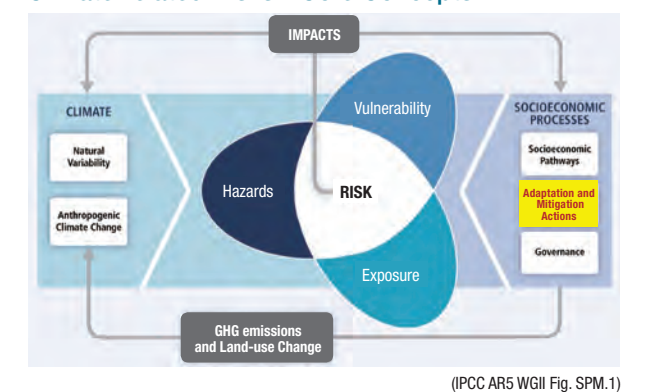 IMPACTS
CLIMATE
Natural
Variability
Anthropogenic
Climate Change
Hazards
Vulnerability
RISK
Exposure
SOCIOECONOMIC
PROCESSES
Socioeconomic
Pathways
Adaptation and
Mitigation
Actions
Governance
GHG emissions
and Land-use Change
(IPCC AR5 WGII Fig. SPM.1)